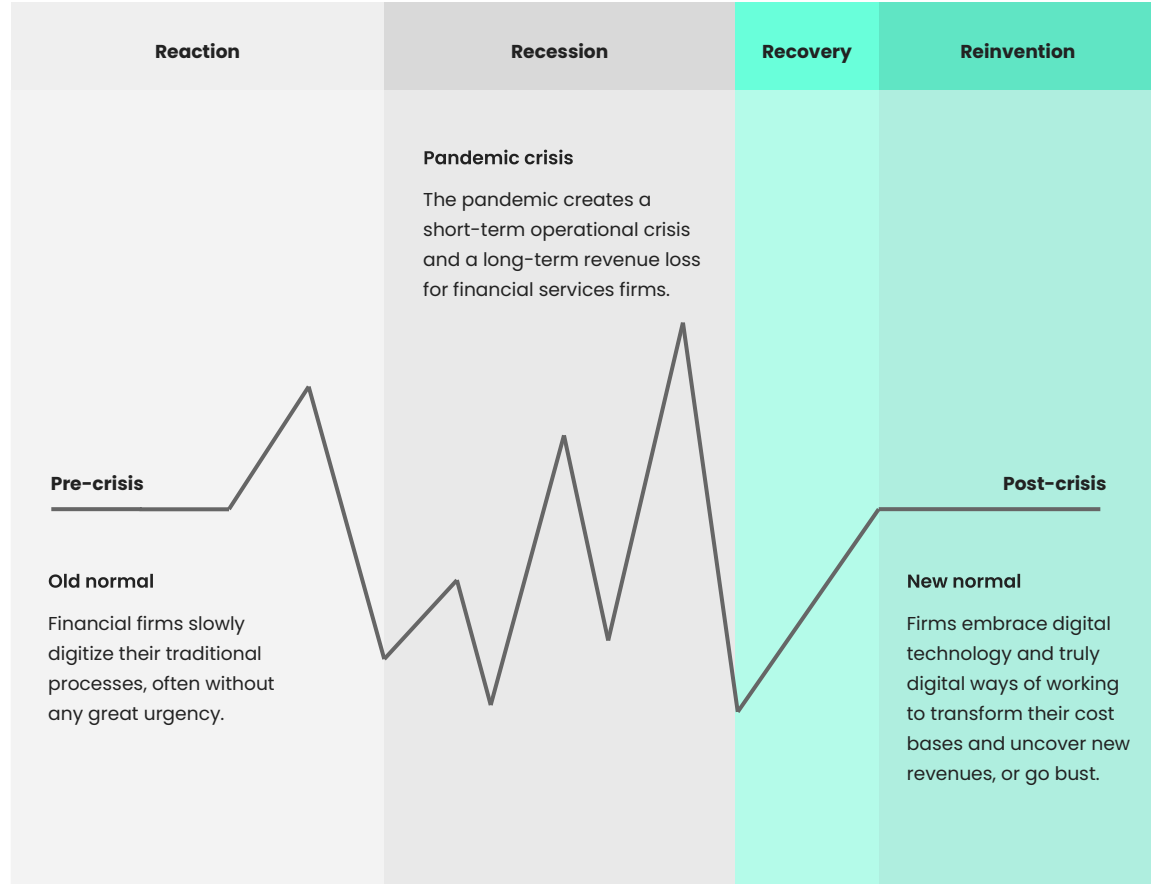 Reaction
Recession
Recovery
Reinvention
Pandemic crisis
The pandemic creates a
short-term operational crisis
and a long-term revenue loss
for financial services firms.
Pre-crisis
Post-crisis
Old normal
Financial firms slowly
digitize their traditional
processes, often without
any great urgency.
New normal
Firms embrace digital
technology and truly
digital ways of working
to transform their cost
bases and uncover new
revenues, or go bust.